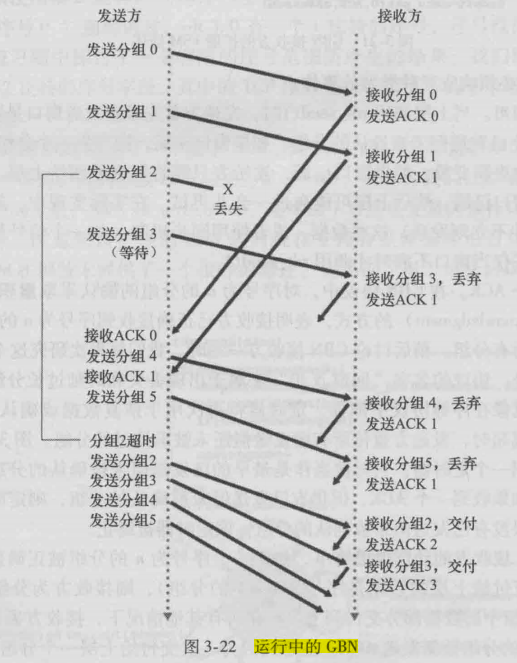 发送方
接收方
发送分组0
接收分组0
发送ACK 0
发送分组1
接收分组1
发送ACK 1
发送分组2
X
丢失
发送分组3
(等待)
接收分组3,丢弃
发送ACK 1
接收ACK 0
发送分组4
接收ACK 1
发送分组5
接收分组4,丢弃
发送ACK 1
分组2超时
发送分组2
发送分组3
发送分组4
发送分组5
接收分组5,丢弃
发送ACK 1
接收分组2,交付
发送ACK 2
接收分组3,交付
发送ACK 3
图 3-22 运行中的 GBN